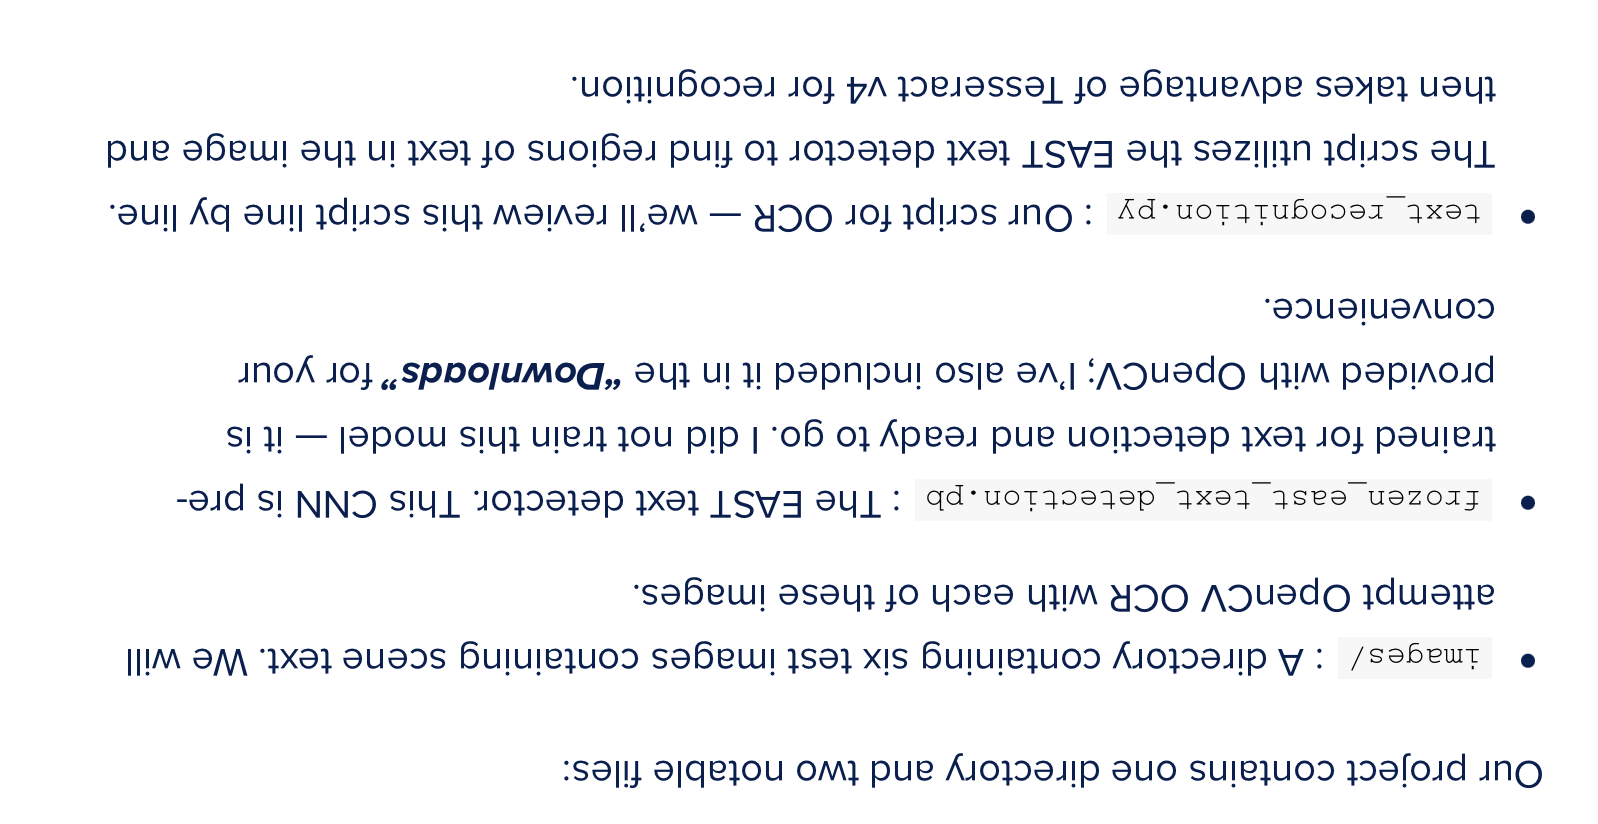 Our project contains one directory and two notable files:
• images/ : A directory containing six test images containing scene text. We will
attempt OpenCV OCR with each of these images.
• frozen_east_text_detection.pb : The EAST text detector. This CNN is pre-
trained for text detection and ready to go. I did not train this model — it is
provided with OpenCV; I’ve also included it in the “Downloads” for your
convenience.
• text_recognition.py : Our script for OCR — we’ll review this script line by line.
The script utilizes the EAST text detector to find regions of text in the image and
then takes advantage of Tesseract v4 for recognition.